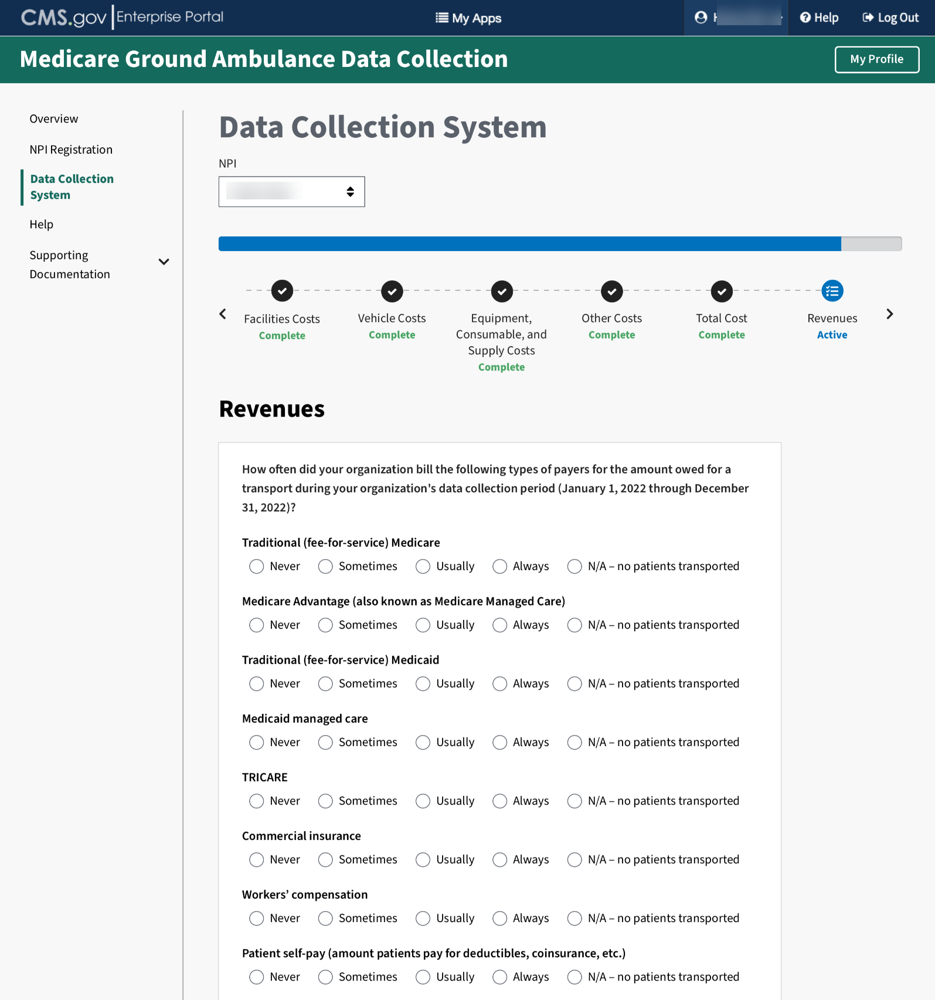 CMS.gov Enterprise Portal
My Apps
Help
Log Out
Medicare Ground Ambulance Data Collection
My Profile
Overview
NPI Registration
Data Collection
System
Help
Supporting
Documentation
Data Collection System
NPI
Facilities Costs
Complete
Vehicle Costs
Complete
Equipment,
Consumable, and
Supply Costs
Complete
Other Costs
Complete
Total Cost
Complete
Revenues
Active
Revenues
How often did your organization bill the following types of payers for the amount owed for a
transport during your organization's data collection period (January 1, 2022 through December
31, 2022)?
Traditional (fee-for-service) Medicare
Never Sometimes Usually Always N/A – no patients transported
Medicare Advantage (also known as Medicare Managed Care)
Never Sometimes Usually Always N/A – no patients transported
Traditional (fee-for-service) Medicaid
Never Sometimes Usually Always N/A – no patients transported
Medicaid managed care
Never Sometimes Usually Always N/A – no patients transported
TRICARE
Never Sometimes Usually Always N/A – no patients transported
Commercial insurance
Never Sometimes Usually Always N/A – no patients transported
Workers’ compensation
Never Sometimes Usually Always N/A – no patients transported
Patient self-pay (amount patients pay for deductibles, coinsurance, etc.)
Never Sometimes Usually Always N/A – no patients transported